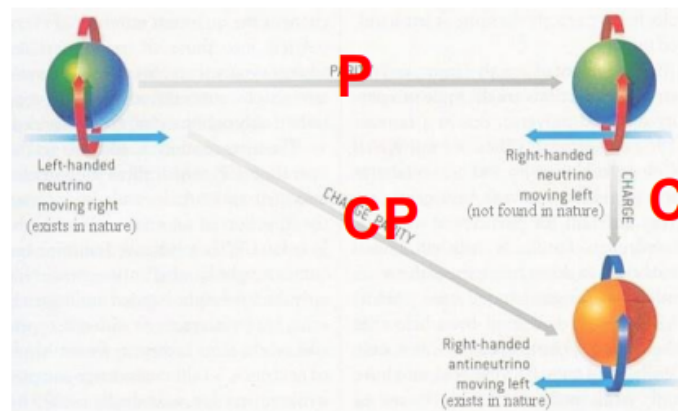 P
PARITY
Left-handed
neutrino
moving right
(exists in nature)
Right-handed
neutrino
moving left
(not found in nature)
CHARGE
C
CHARGE PARITY
CP
Right-handed
antineutrino
moving left
(exists in nature)